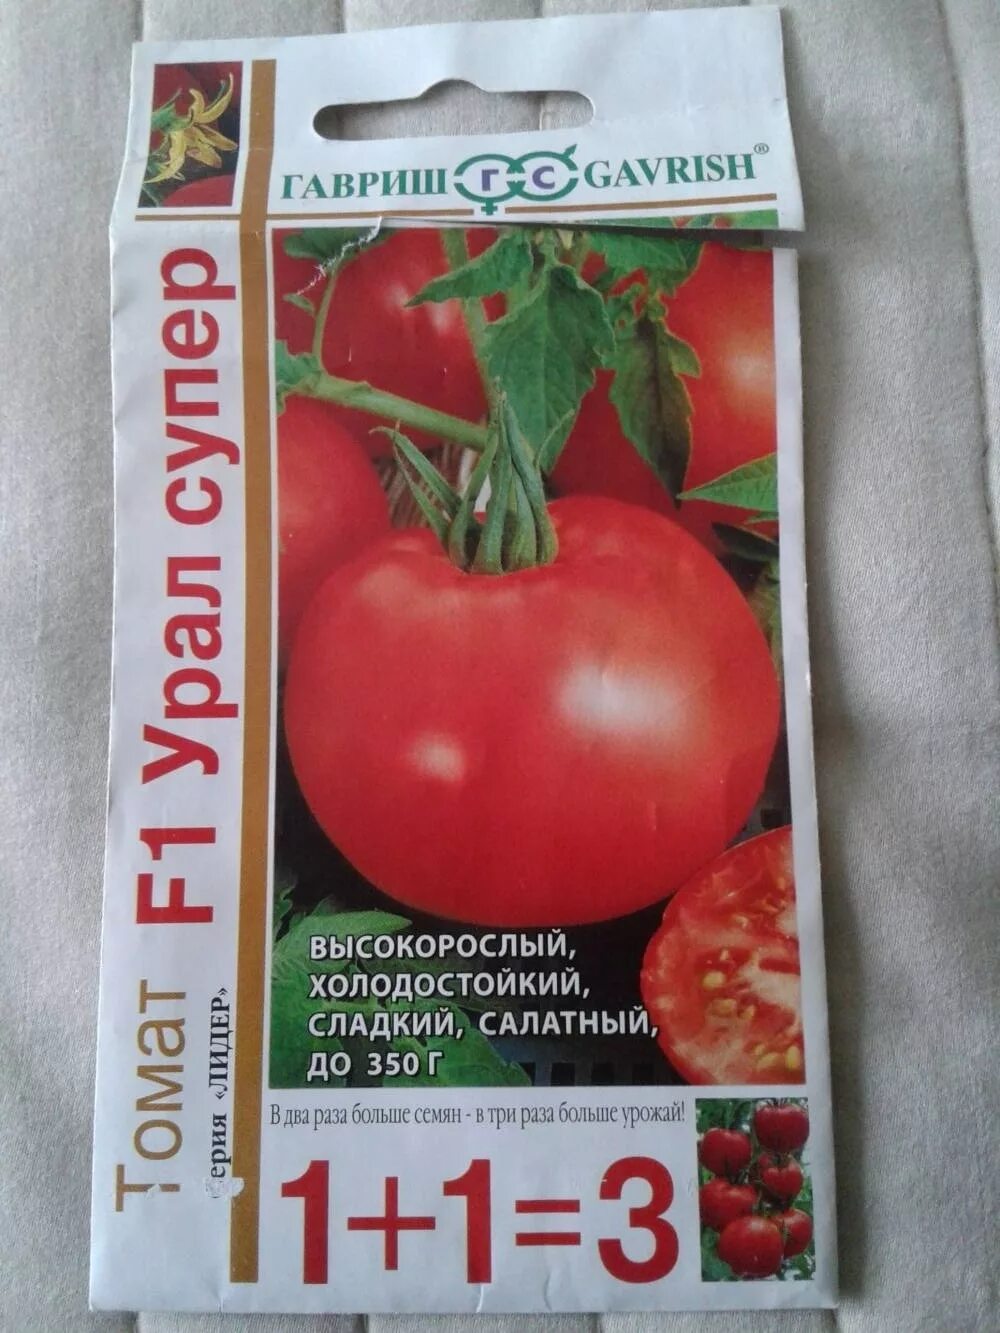 ГАВРИШ ГС GAVRISH®
Томат F1 Урал супер
серия «ЛИДЕР»
ВЫСОКОРОСЛЫЙ,
ХОЛОДОСТОЙКИЙ,
СЛАДКИЙ, САЛАТНЫЙ,
ДО 350 Г
В два раза больше семян - в три раза больше урожай!
1+1=3